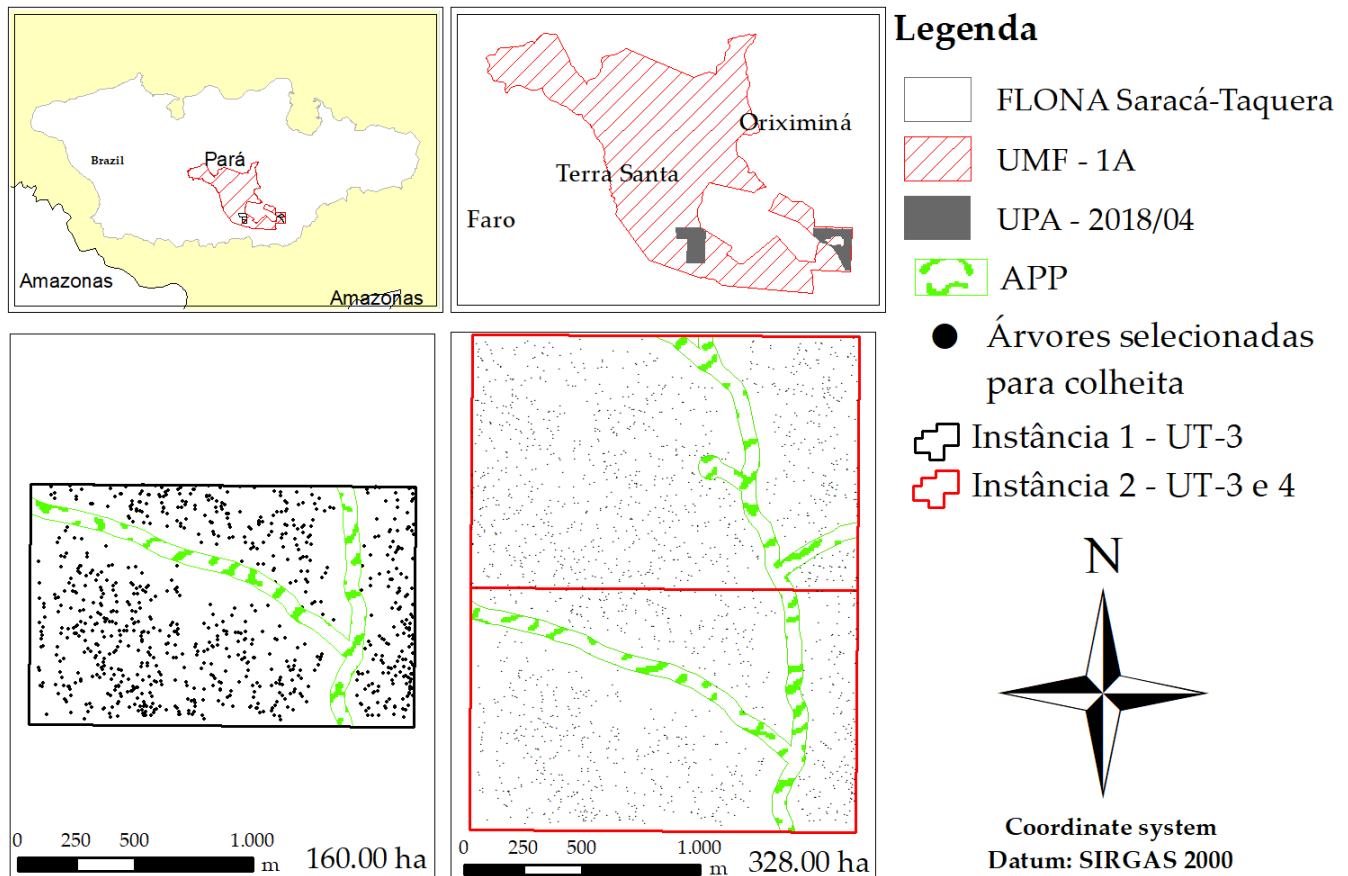 Brazil
Pará
Amazonas
Amazonas
Oriximiná
Terra Santa
Faro
Legenda
FLONA Saracá-Taquera
UMF - 1A
UPA - 2018/04
APP
Árvores selecionadas
para colheita
Instância 1 - UT-3
Instância 2 - UT-3 e 4
N
Coordinate system
Datum: SIRGAS 2000
0 250 500 1.000
m 160.00 ha
0 250 500 1.000
m 328.00 ha